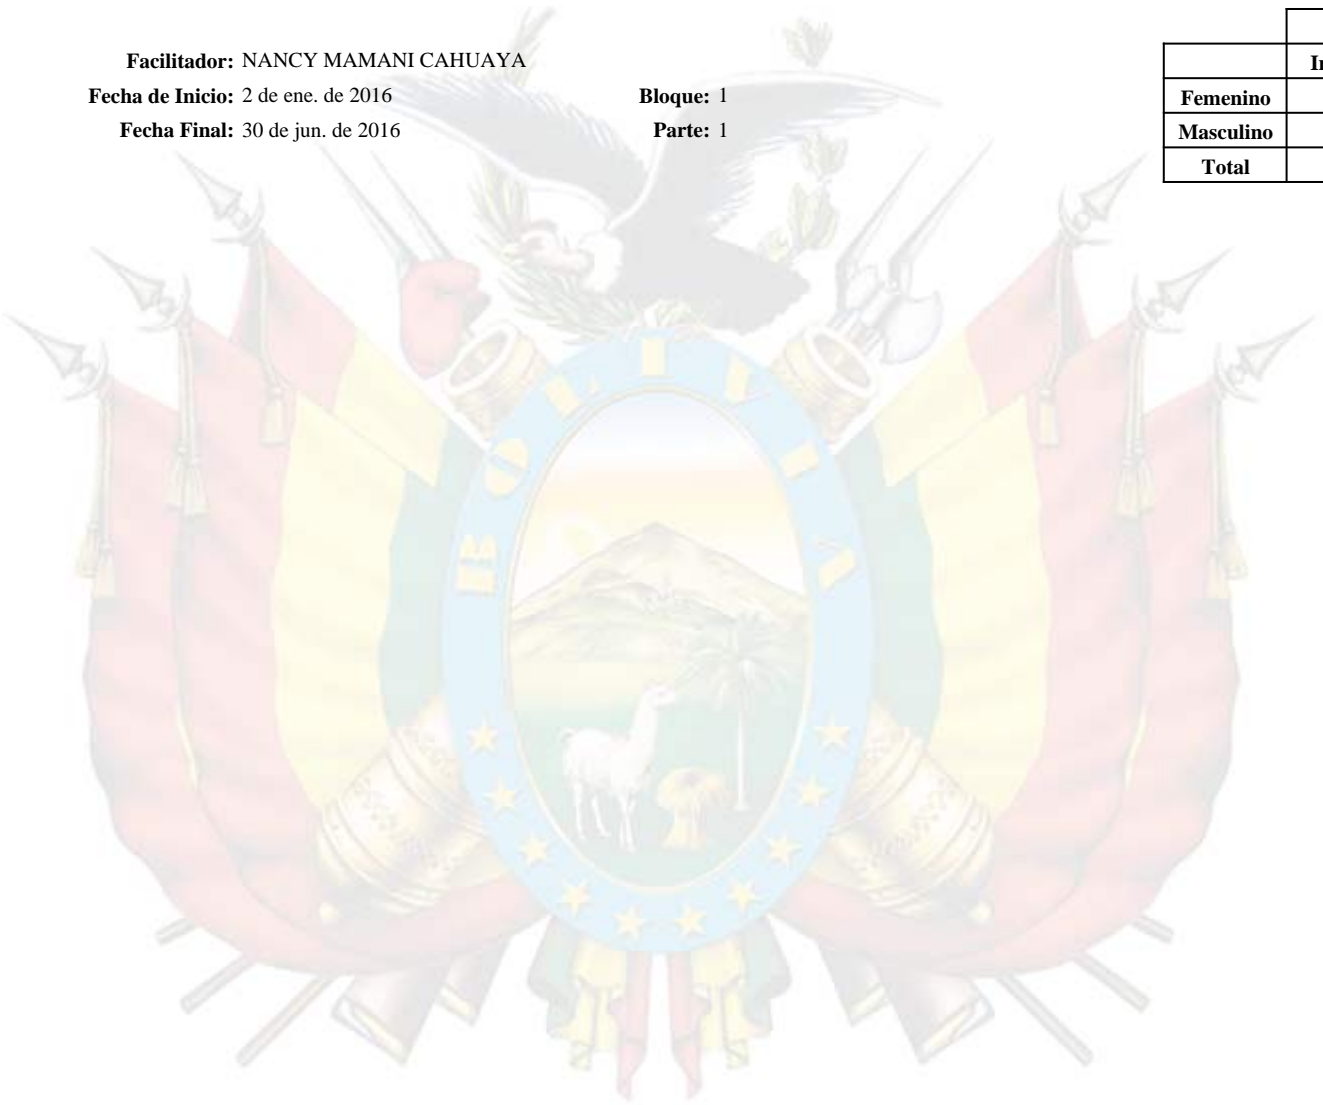 Facilitador: NANCY MAMANI CAHUAYA
Fecha de Inicio: 2 de ene. de 2016 Bloque: 1
Fecha Final: 30 de jun. de 2016 Parte: 1
Femenino
Masculino
Total
BOLIVIA